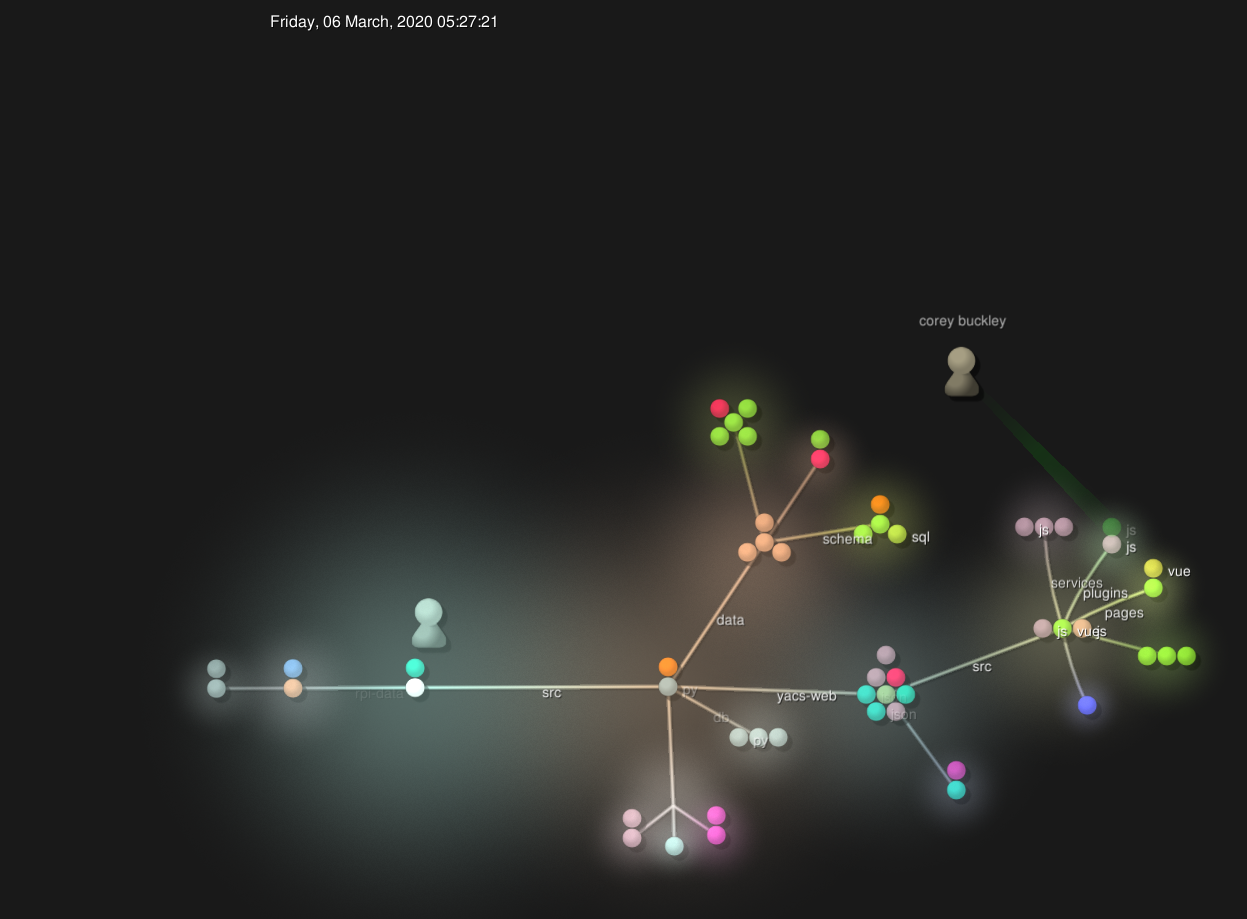 Friday, 06 March, 2020 05:27:21
corey buckley
js
js
js
schema
sql
vue
services
plugins
pages
data
js
vue
js
src
rpi-data
src
py
yacs-web
json
db
py